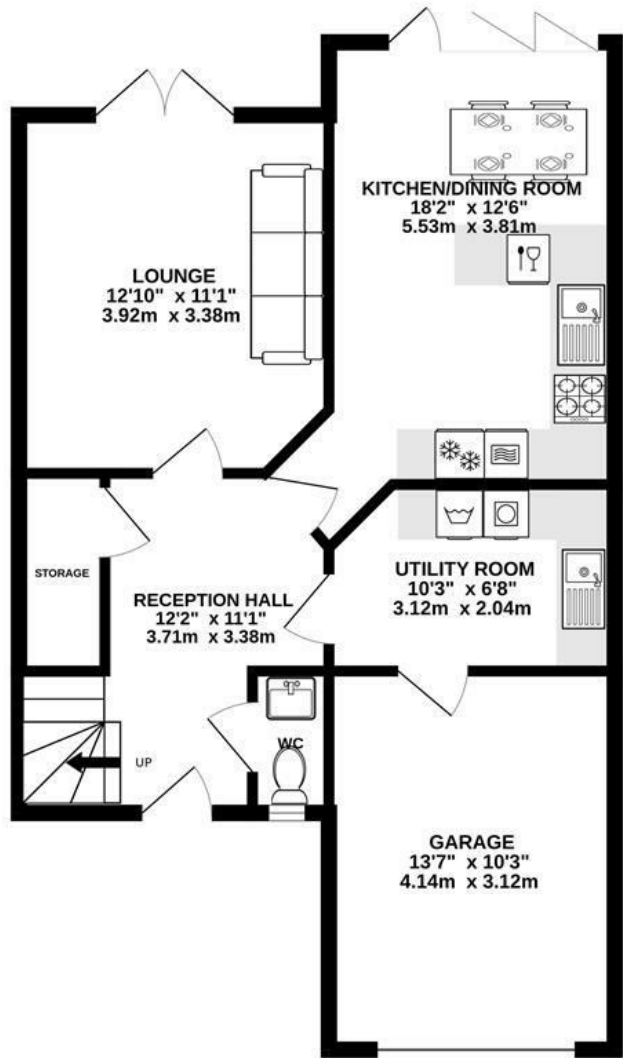 KITCHEN/DINING ROOM
18'2" x 12'6"
5.53m x 3.81m
LOUNGE
12'10" x 11'1"
3.92m x 3.38m
STORAGE
RECEPTION HALL
12'2" x 11'1"
3.71m x 3.38m
UTILITY ROOM
10'3" x 6'8"
3.12m x 2.04m
WC
UP
GARAGE
13'7" x 10'3"
4.14m x 3.12m